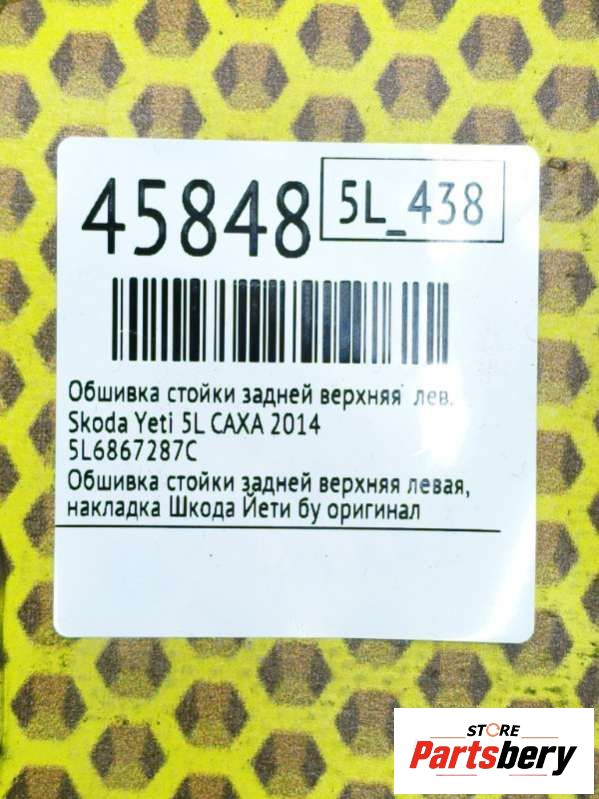 45848
5L_438
Обшивка стойки задней верхняя лев.
Skoda Yeti 5L CAXA 2014
5L6867287C
Обшивка стойки задней верхняя левая,
накладка Шкода Йети бу оригинал
STORE
Partsbery